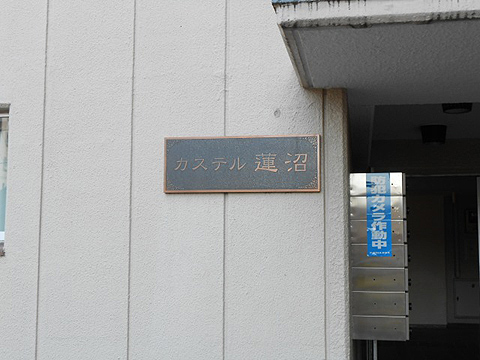 カステル 蓮沼
防犯カメラ作動中